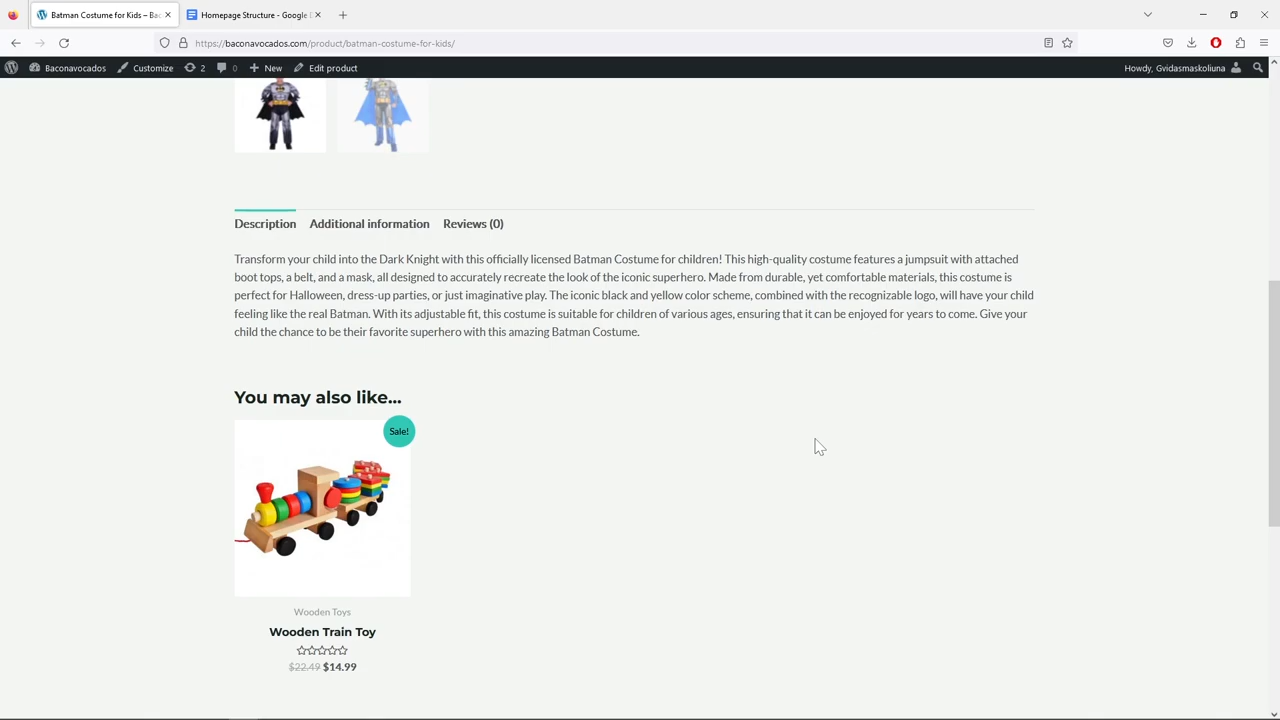 Batman Costume for Kids – Bac
Homepage Structure - Google
https://baconavocados.com/product/batman-costume-for-kids/
Baconavocados
Customize
2
0
New
Edit product
Howdy, Gvidasmaskoliuna
Description
Additional information
Reviews (0)
Transform your child into the Dark Knight with this officially licensed Batman Costume for children! This high-quality costume features a jumpsuit with attached
boot tops, a belt, and a mask, all designed to accurately recreate the look of the iconic superhero. Made from durable, yet comfortable materials, this costume is
perfect for Halloween, dress-up parties, or just imaginative play. The iconic black and yellow color scheme, combined with the recognizable logo, will have your child
feeling like the real Batman. With its adjustable fit, this costume is suitable for children of various ages, ensuring that it can be enjoyed for years to come. Give your
child the chance to be their favorite superhero with this amazing Batman Costume.
You may also like…
Sale!
Wooden Toys
Wooden Train Toy
$22.49 $14.99